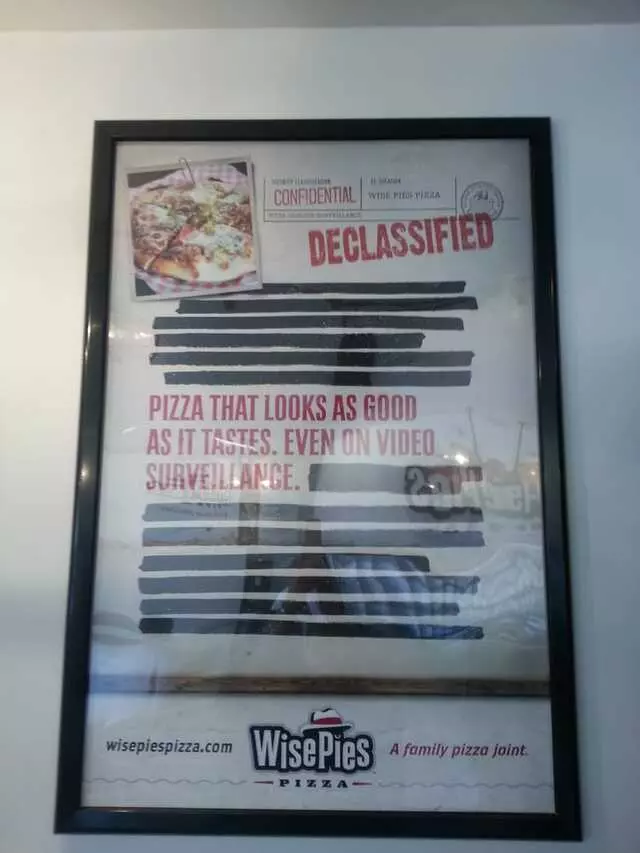 CONFIDENTIAL
WISE PIES PIZZA
DECLASSIFIED
PIZZA THAT LOOKS AS GOOD
AS IT TASTES. EVEN ON VIDEO
SURVEILLANCE.
wisepiespizza.com
WisePies
PIZZA
A family pizza joint.